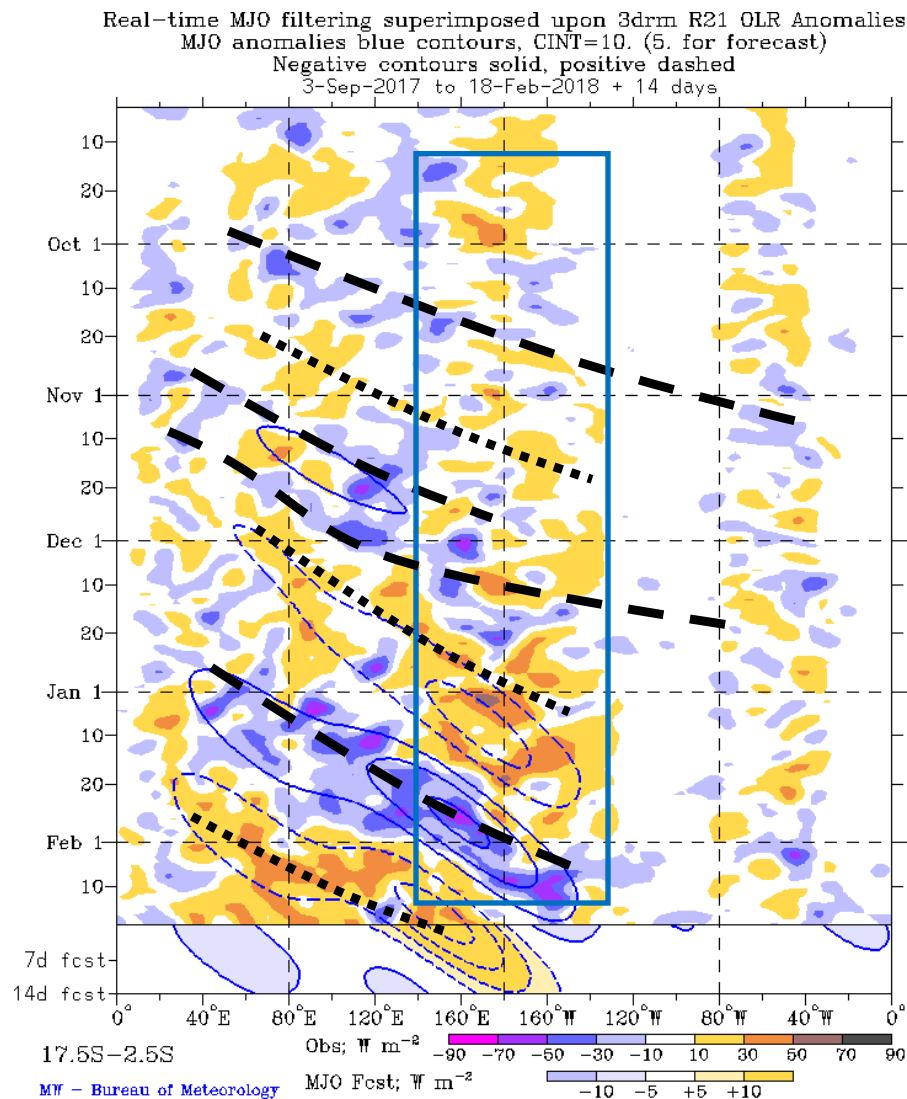 Real-time MJO filtering superimposed upon 3drm R21 OLR Anomalies
MJO anomalies blue contours, CINT=10. (5. for forecast)
Negative contours solid, positive dashed
3-Sep-2017 to 18-Feb-2018 + 14 days
10
20
Oct 1
10
20
Nov 1
10
20
Dec 1
10
20
Jan 1
10
20
Feb 1
10
7d fcst
14d fcst
0° 40°E 80°E 120°E 160°E 160°W 120°W 80°W 40°W 0°
17.5S-2.5S
Obs; W m-2
-90 -70 -50 -30 -10 10 30 50 70 90
MJO Fcst; W m-2
-10 -5 +5 +10
MW - Bureau of Meteorology